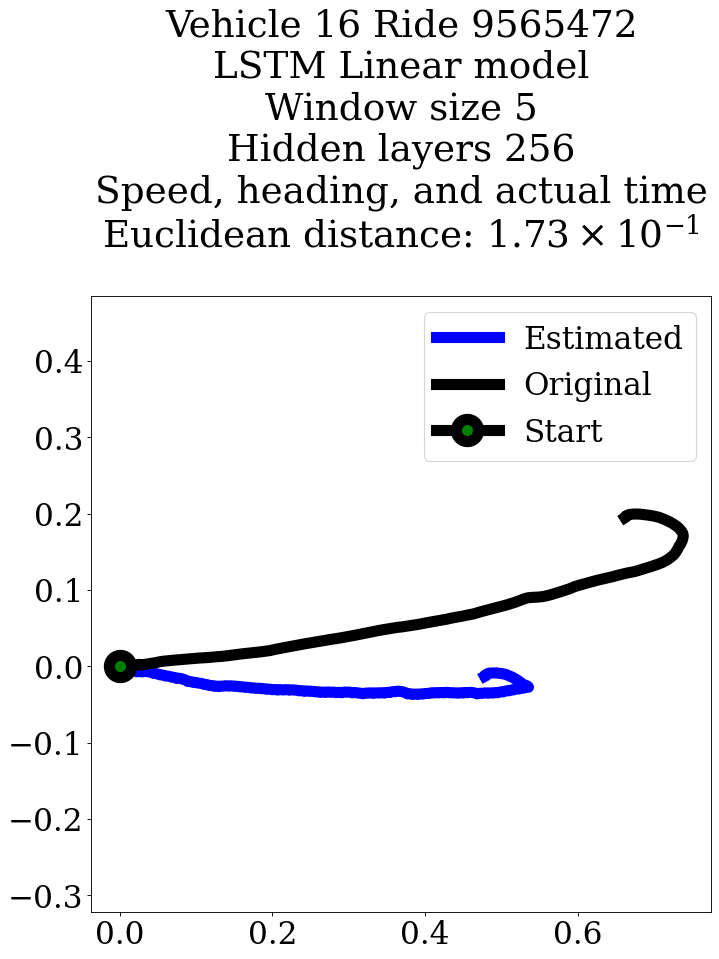 Vehicle 16 Ride 9565472
LSTM Linear model
Window size 5
Hidden layers 256
Speed, heading, and actual time
Euclidean distance: 1.73 × 10⁻¹
Estimated
Original
Start
0.4
0.3
0.2
0.1
0.0
−0.1
−0.2
−0.3
0.0 0.2 0.4 0.6